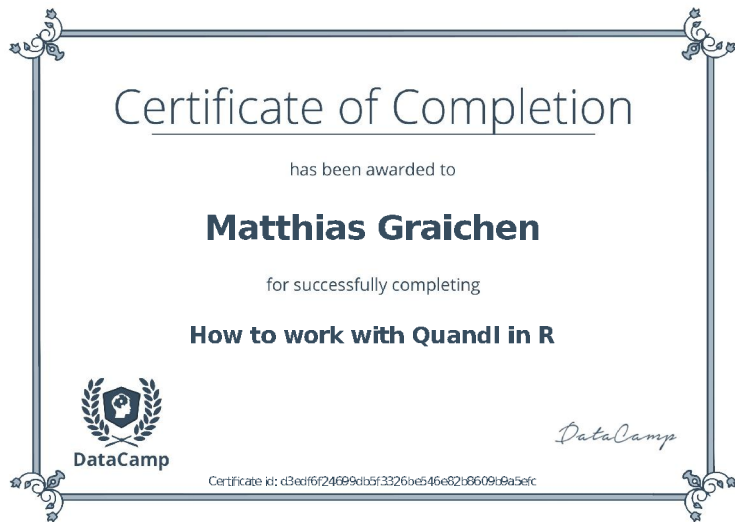 Certificate of Completion
has been awarded to
Matthias Graichen
for successfully completing
How to work with Quandl in R
DataCamp
DataCamp
Certificate id: d3edf6f24699db5f3326be546e82b8609b9a5efc